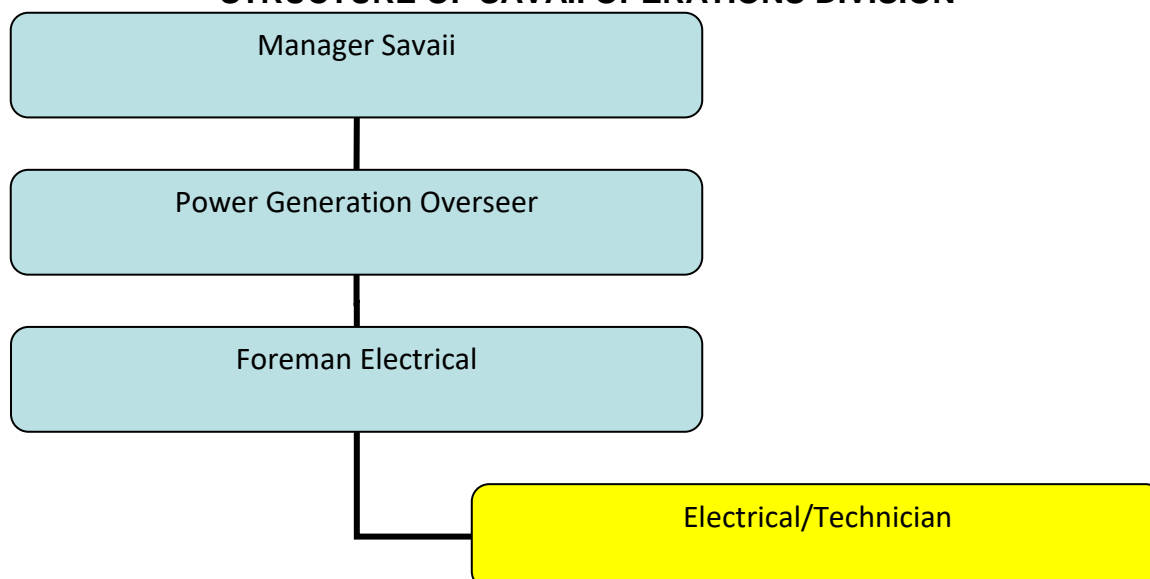 STRUCTURE OF SAVAII OPERATIONS DIVISION
Manager Savaii
Power Generation Overseer
Foreman Electrical
Electrical/Technician